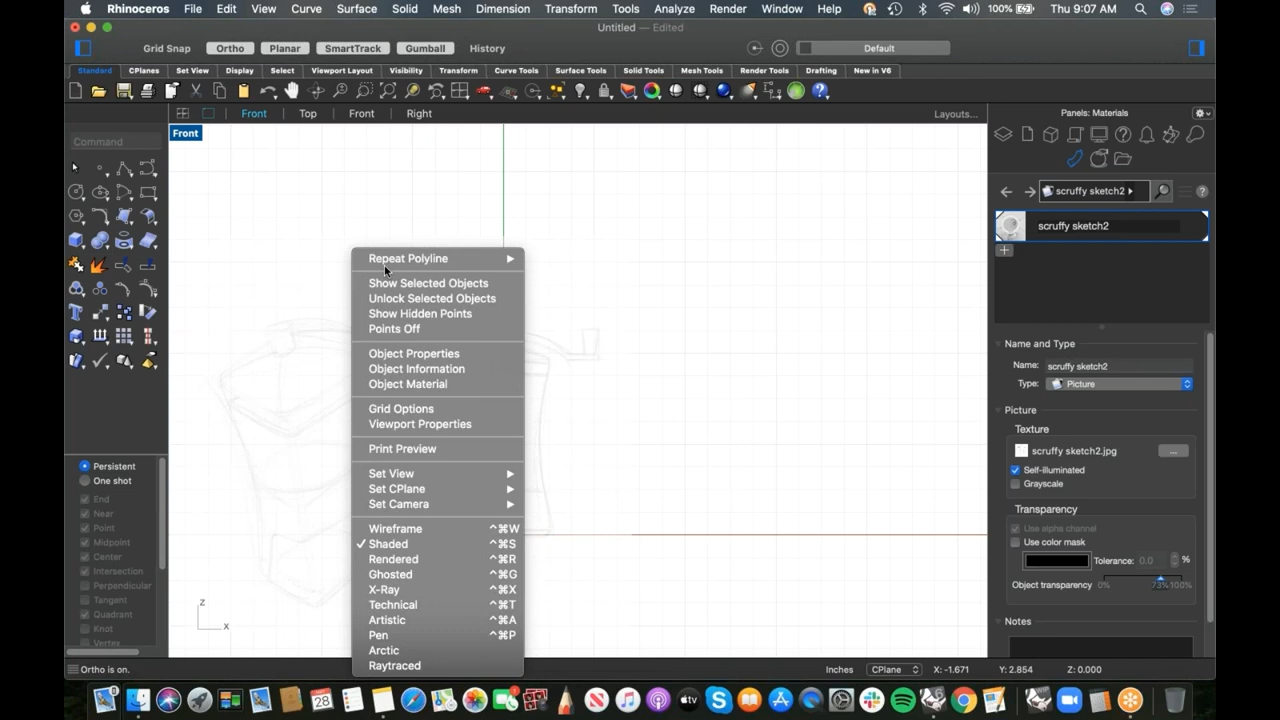 Rhinoceros File Edit View Curve Surface Solid Mesh Dimension Transform Tools Analyze Render Window Help 100% Thu 9:07 AM
Untitled — Edited
Grid Snap Ortho Planar SmartTrack Gumball History Default
Standard CPlanes Set View Display Select Viewport Layout Visibility Transform Curve Tools Surface Tools Solid Tools Mesh Tools Render Tools Drafting New in V6
Front Top Front Right Layouts... Panels: Materials
Front
Command
scruffy sketch2
scruffy sketch2
Repeat Polyline
Show Selected Objects
Unlock Selected Objects
Show Hidden Points
Points Off
Object Properties
Object Information
Object Material
Grid Options
Viewport Properties
Print Preview
Set View
Set CPlane
Set Camera
Wireframe ^⌘W
Shaded ^⌘S
Rendered ^⌘R
Ghosted ^⌘G
X-Ray ^⌘X
Technical ^⌘T
Artistic ^⌘A
Pen ^⌘P
Arctic
Raytraced
Name and Type
Name: scruffy sketch2
Type: Picture
Picture
Texture
scruffy sketch2.jpg ...
Self-illuminated
Grayscale
Transparency
Use alpha channel
Use color mask
Tolerance: 0.0 %
Object transparency 0% 73% 100%
Notes
Persistent
One shot
End
Near
Point
Midpoint
Center
Intersection
Perpendicular
Tangent
Quadrant
Knot
Vertex
z
x
Ortho is on. Inches CPlane X: -1.671 Y: 2.854 Z: 0.000
28
tv